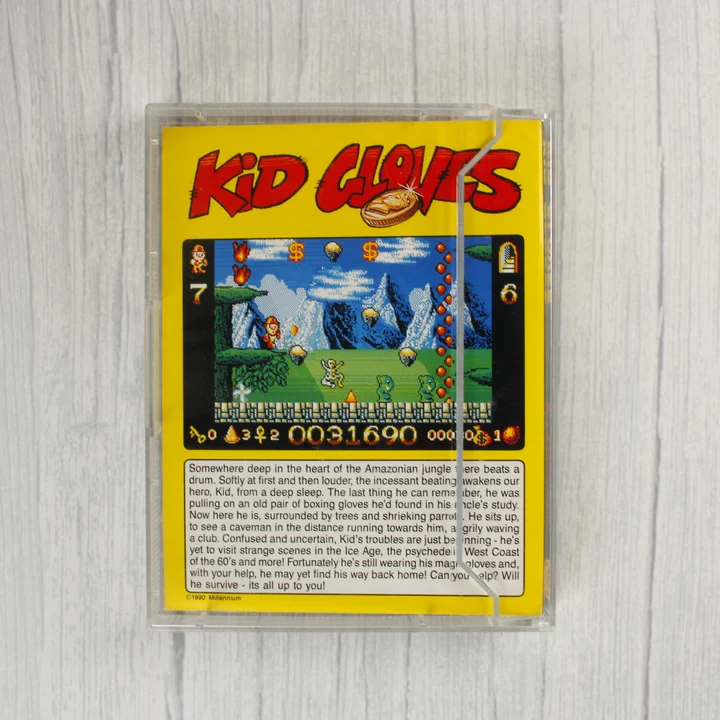 KiD GLOVES
$ $
7 6
0 3 2 0031690 000000 1
Somewhere deep in the heart of the Amazonian jungle there beats a
drum. Softly at first and then louder, the incessant beating awakens our
hero, Kid, from a deep sleep. The last thing he can remember, he was
pulling on an old pair of boxing gloves he'd found in his uncle's study.
Now here he is, surrounded by trees and shrieking parrots. He sits up,
to see a caveman in the distance running towards him, angrily waving
a club. Confused and uncertain, Kid's troubles are just beginning - he's
yet to visit strange scenes in the Ice Age, the psychedelic West Coast
of the 60's and more! Fortunately he's still wearing his magic gloves and,
with your help, he may yet find his way back home! Can you help? Will
he survive - its all up to you!
©1990 Millennium